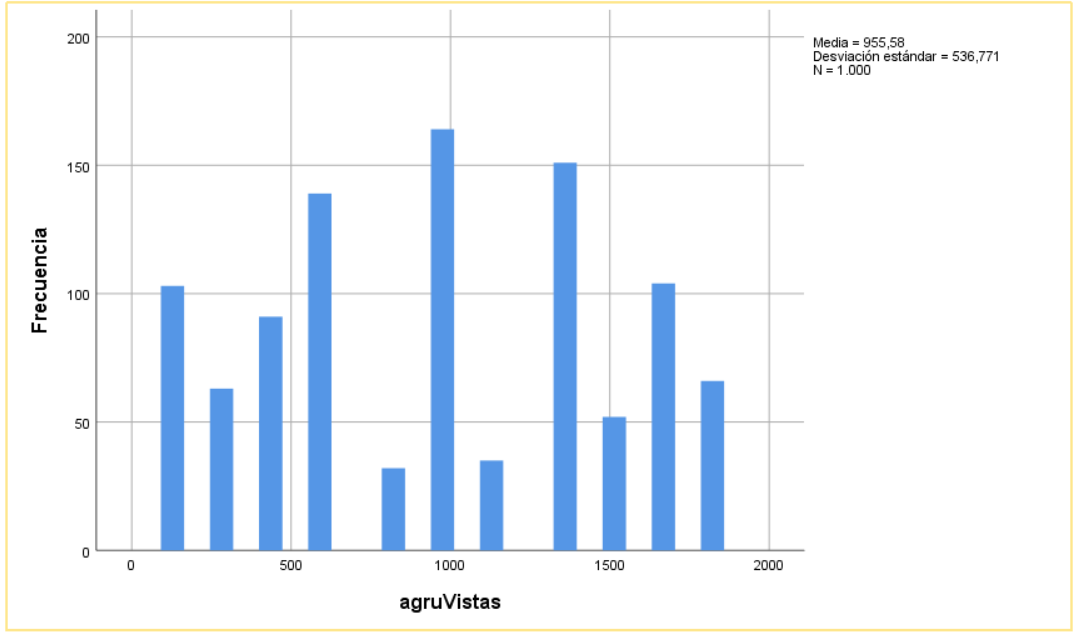 Media = 955,58
Desviación estándar = 536,771
N = 1.000
200
150
100
50
0
Frecuencia
0 500 1000 1500 2000
agruVistas